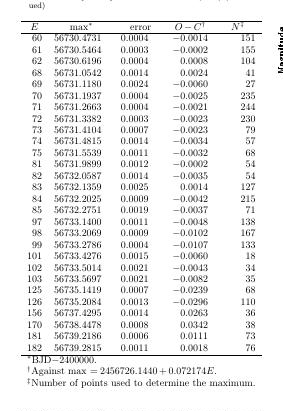 ued)
E max* error O − C† N‡
60 56730.4731 0.0004 −0.0014 151
61 56730.5464 0.0003 −0.0002 155
62 56730.6196 0.0004 0.0008 104
68 56731.0542 0.0014 0.0024 41
69 56731.1180 0.0024 −0.0060 27
70 56731.1937 0.0004 −0.0025 235
71 56731.2663 0.0004 −0.0021 244
72 56731.3382 0.0003 −0.0023 230
73 56731.4104 0.0007 −0.0023 79
74 56731.4815 0.0014 −0.0034 57
75 56731.5539 0.0011 −0.0032 68
81 56731.9899 0.0012 −0.0002 54
82 56732.0587 0.0014 −0.0035 54
83 56732.1359 0.0025 0.0014 127
84 56732.2025 0.0009 −0.0042 215
85 56732.2751 0.0019 −0.0037 71
97 56733.1400 0.0011 −0.0048 138
98 56733.2069 0.0009 −0.0102 167
99 56733.2786 0.0004 −0.0107 133
101 56733.4276 0.0015 −0.0060 18
102 56733.5014 0.0021 −0.0043 34
103 56733.5697 0.0021 −0.0082 35
125 56735.1419 0.0007 −0.0239 68
126 56735.2084 0.0013 −0.0296 110
156 56737.4295 0.0014 0.0263 36
170 56738.4478 0.0008 0.0342 38
181 56739.2186 0.0006 0.0111 73
182 56739.2815 0.0011 0.0018 76
*BJD−2400000.
†Against max = 2456726.1440 + 0.072174E.
‡Number of points used to determine the maximum.
Magnitude